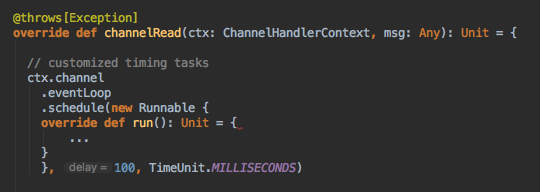 @throws[Exception]
override def channelRead(ctx: ChannelHandlerContext, msg: Any): Unit = {
// customized timing tasks
ctx.channel
.eventLoop
.schedule(new Runnable {
override def run(): Unit = {
...
}
}, delay = 100, TimeUnit.MILLISECONDS)